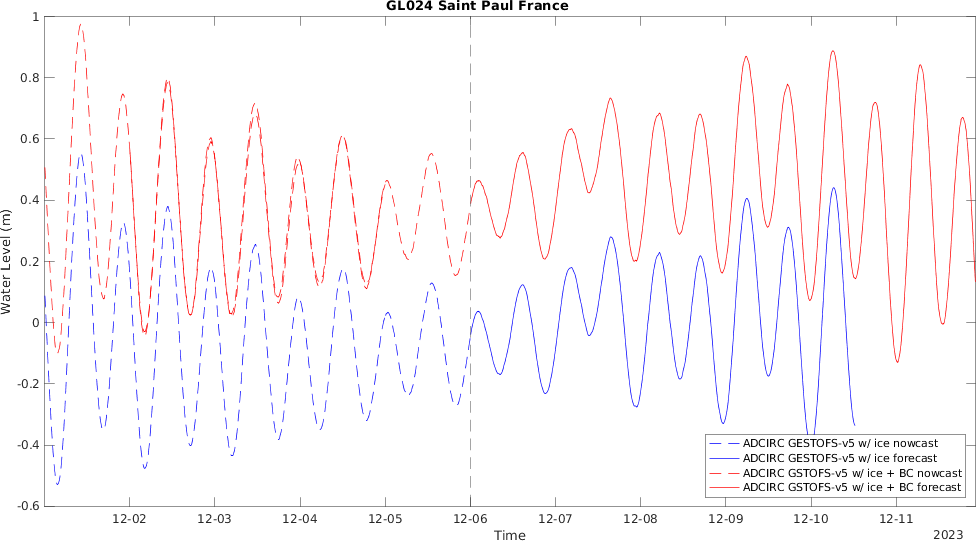 GL024 Saint Paul France
1
0.8
0.6
0.4
0.2
0
-0.2
-0.4
-0.6
Water Level (m)
12-02 12-03 12-04 12-05 12-06 12-07 12-08 12-09 12-10 12-11
Time
2023
ADCIRC GESTOFS-v5 w/ ice nowcast
ADCIRC GESTOFS-v5 w/ ice forecast
ADCIRC GSTOFS-v5 w/ ice + BC nowcast
ADCIRC GSTOFS-v5 w/ ice + BC forecast